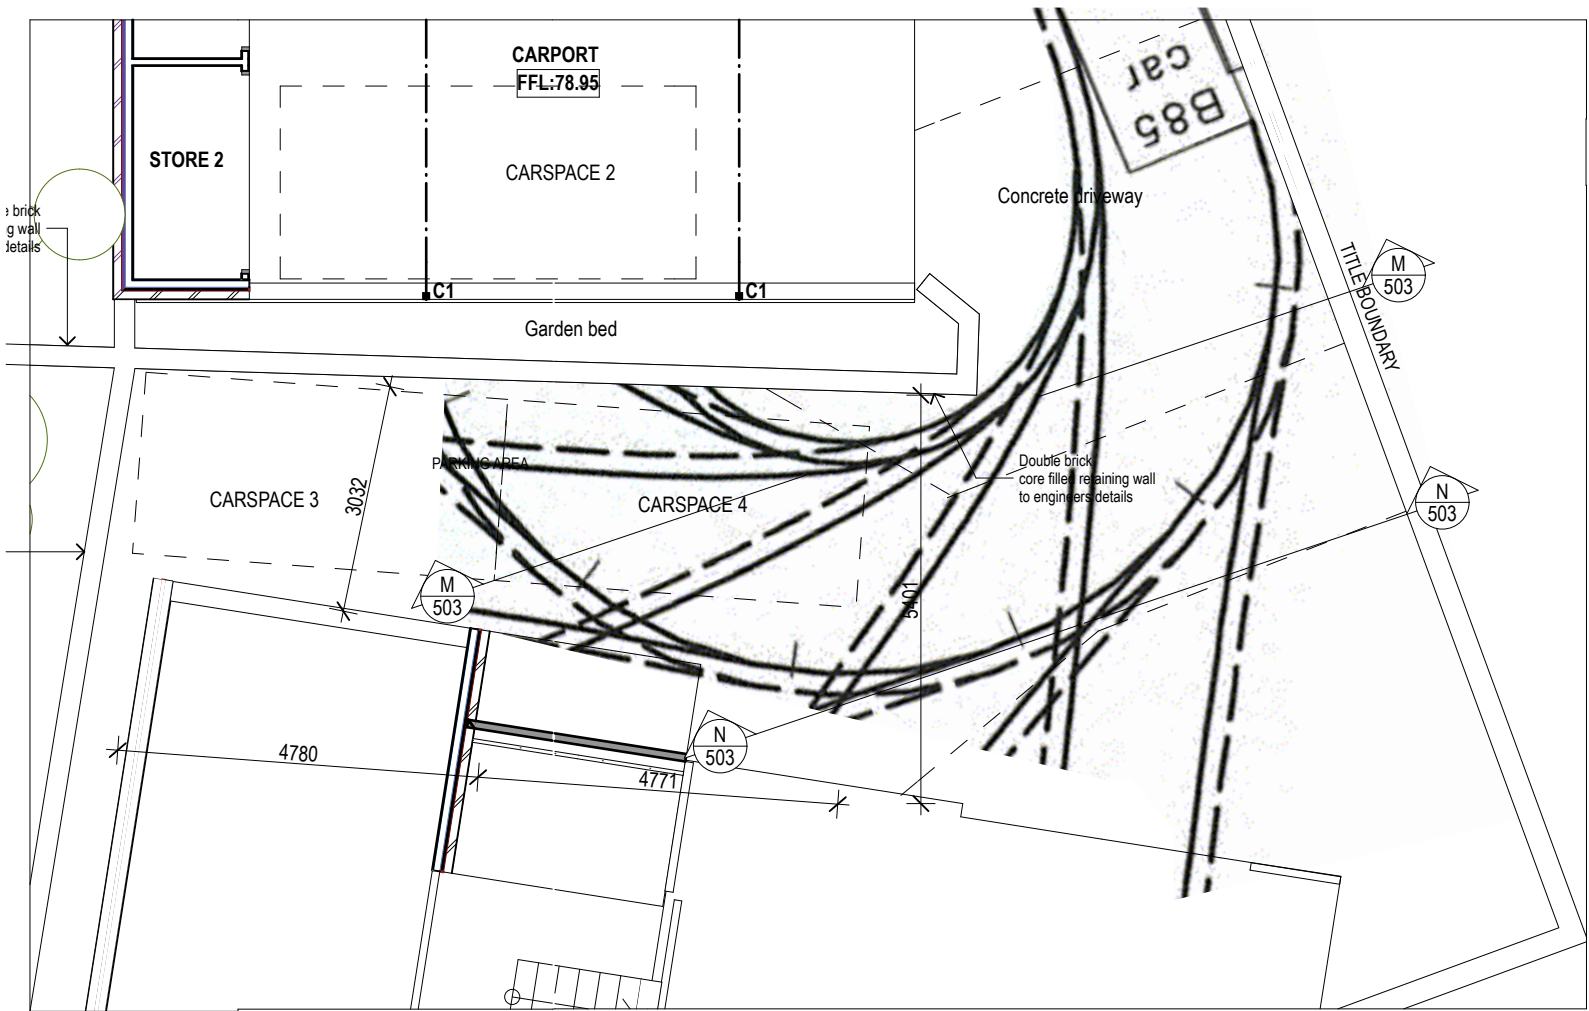 CARPORT
FFL:78.95
B85
car
STORE 2
CARSPACE 2
Concrete driveway
e brick
g wall
details
C1
C1
Garden bed
TITLE BOUNDARY
M
503
PARKING AREA
CARSPACE 3
3032
CARSPACE 4
Double brick
core filled retaining wall
to engineers details
N
503
M
503
5401
N
503
4780
4771